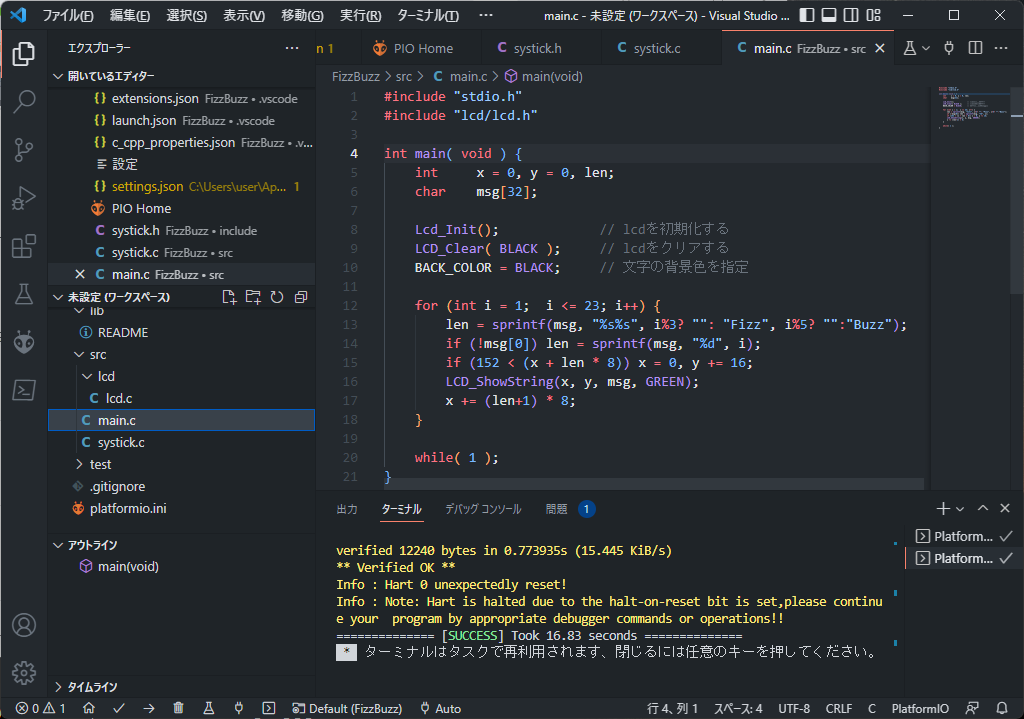 ファイル(F) 編集(E) 選択(S) 表示(V) 移動(G) 実行(R) ターミナル(T) ··· main.c - 未設定 (ワークスペース) - Visual Studio ...
エクスプローラー ···
n 1 PIO Home C systick.h C systick.c C main.c FizzBuzz • src
開いているエディター
{} extensions.json FizzBuzz • .vscode
{} launch.json FizzBuzz • .vscode
{} c_cpp_properties.json FizzBuzz • .v...
設定
{} settings.json C:\Users\user\Ap... 1
PIO Home
C systick.h FizzBuzz • include
C systick.c FizzBuzz • src
C main.c FizzBuzz • src
未設定 (ワークスペース)
lib
README
src
lcd
C lcd.c
C main.c
C systick.c
test
.gitignore
platformio.ini
アウトライン
main(void)
タイムライン
FizzBuzz > src > C main.c > main(void)
1 #include "stdio.h"
2 #include "lcd/lcd.h"
3
4 int main( void ) {
5 int x = 0, y = 0, len;
6 char msg[32];
7
8 Lcd_Init(); // lcdを初期化する
9 LCD_Clear( BLACK ); // lcdをクリアする
10 BACK_COLOR = BLACK; // 文字の背景色を指定
11
12 for (int i = 1; i <= 23; i++) {
13 len = sprintf(msg, "%s%s", i%3? "": "Fizz", i%5? "":"Buzz");
14 if (!msg[0]) len = sprintf(msg, "%d", i);
15 if (152 < (x + len * 8)) x = 0, y += 16;
16 LCD_ShowString(x, y, msg, GREEN);
17 x += (len+1) * 8;
18 }
19
20 while( 1 );
21 }
出力 ターミナル デバッグ コンソール 問題 1
verified 12240 bytes in 0.773935s (15.445 KiB/s)
** Verified OK **
Info : Hart 0 unexpectedly reset!
Info : Note: Hart is halted due to the halt-on-reset bit is set,please continu
e your  program by appropriate debugger commands or operations!!
============== [SUCCESS] Took 16.83 seconds ==============
* ターミナルはタスクで再利用されます、閉じるには任意のキーを押してください。
Platform...
Platform...
0 1 Default (FizzBuzz) Auto 行 4、列 1 スペース: 4 UTF-8 CRLF C PlatformIO